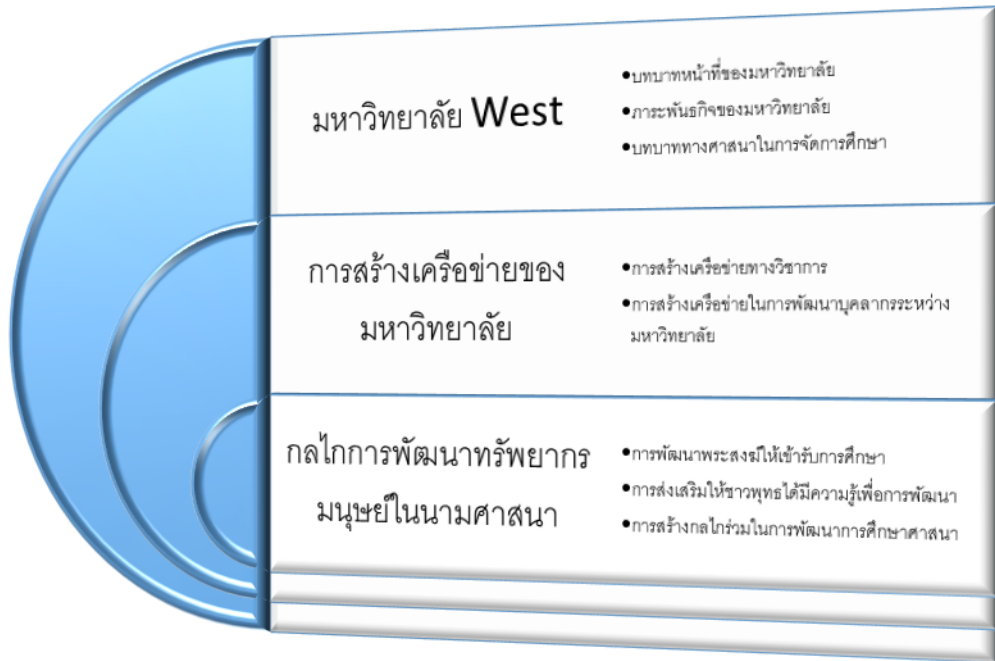 มหาวิทยาลัย West
•บทบาทหน้าที่ของมหาวิทยาลัย
•ภาระพันธกิจของมหาวิทยาลัย
•บทบาททางศาสนาในการจัดการศึกษา
การสร้างเครือข่ายของ
มหาวิทยาลัย
•การสร้างเครือข่ายทางวิชาการ
•การสร้างเครือข่ายในการพัฒนาบุคลากรระหว่าง
มหาวิทยาลัย
กลไกการพัฒนาทรัพยากร
มนุษย์ในนามศาสนา
•การพัฒนาพระสงฆ์ให้เข้ารับการศึกษา
•การส่งเสริมให้ชาวพุทธได้มีความรู้เพื่อการพัฒนา
•การสร้างกลไกร่วมในการพัฒนาการศึกษาศาสนา